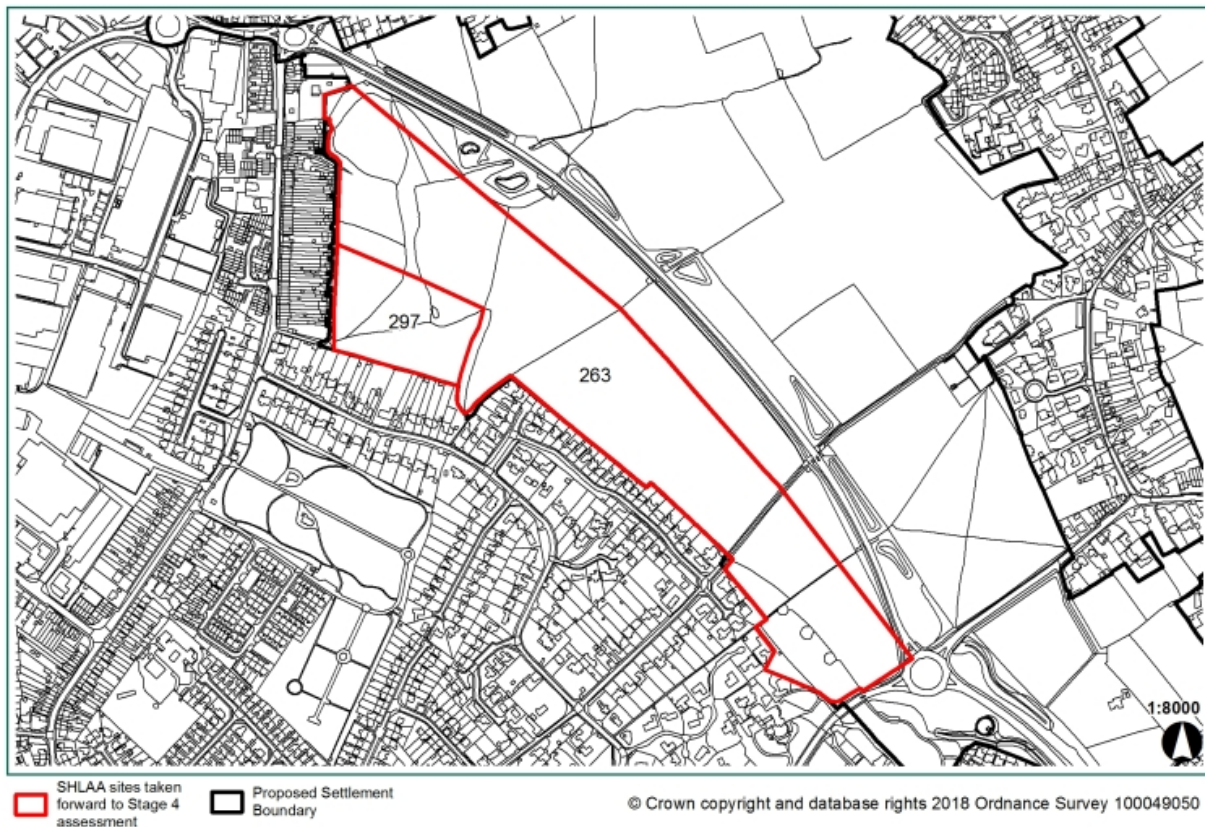 297
263
1:8000
SHLAA sites taken
forward to Stage 4
assessment
Proposed Settlement
Boundary
© Crown copyright and database rights 2018 Ordnance Survey 100049050